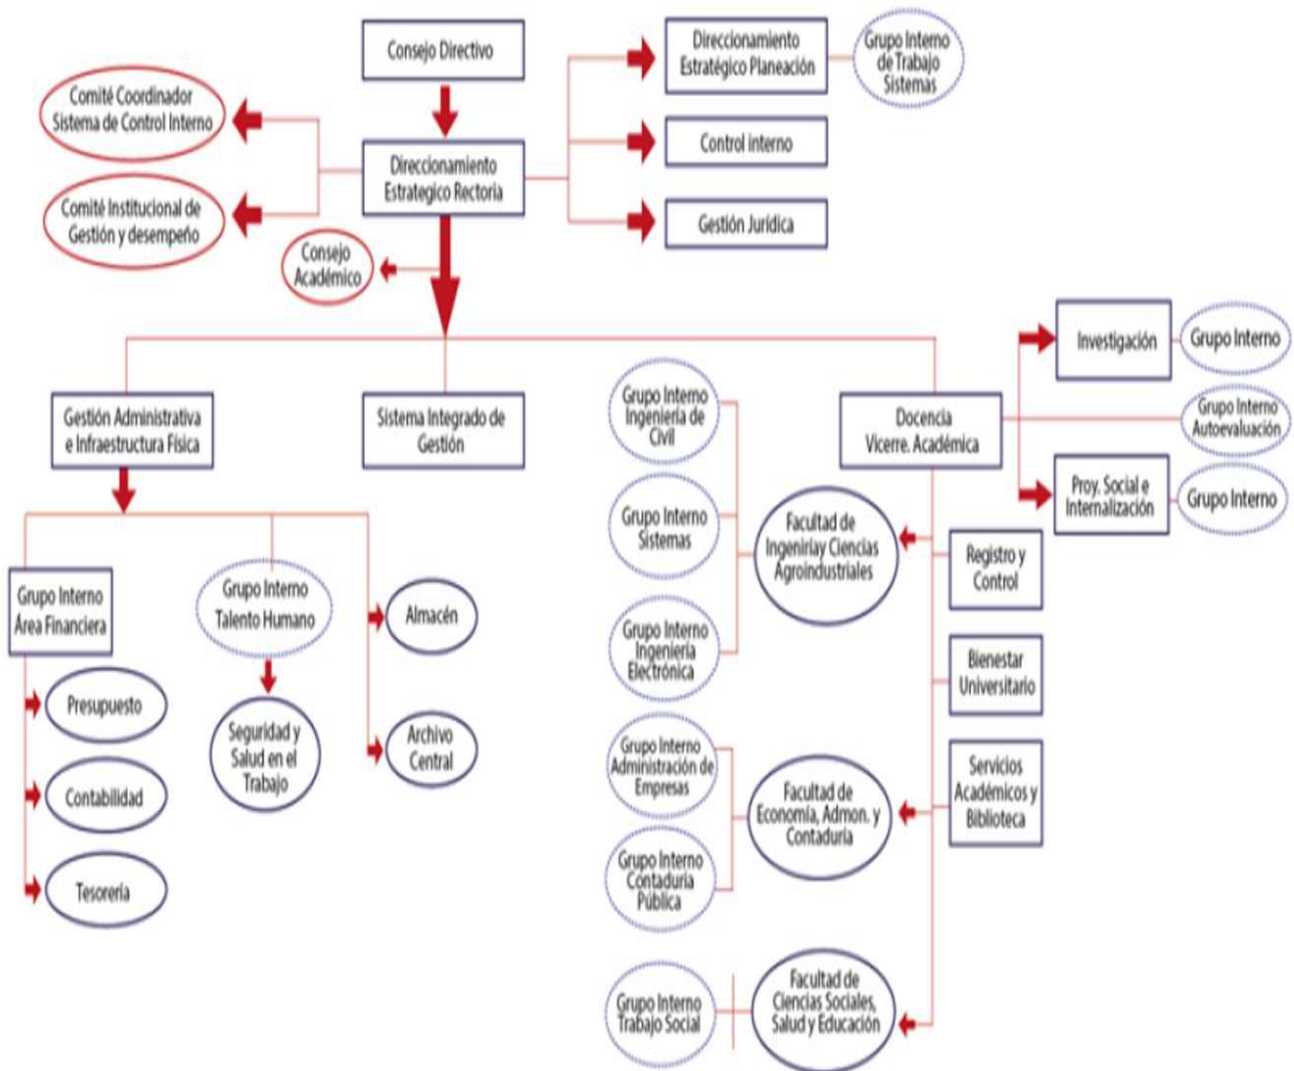 Consejo Directivo
Direccionamiento
Estratégico Planeación
Grupo Interno
de Trabajo
Sistemas
Comité Coordinador
Sistema de Control Interno
Control interno
Direccionamiento
Estrategico Rectoria
Comité Institucional de
Gestión y desempeño
Gestión Jurídica
Consejo
Académico
Investigación
Grupo Interno
Gestión Administrativa
e Infraestructura Física
Sistema Integrado de
Gestión
Grupo Interno
Ingeniería de
Civil
Docencia
Vicerre. Académica
Grupo Interno
Autoevaluación
Proy. Social e
Internalización
Grupo Interno
Grupo Interno
Sistemas
Facultad de
Ingeniríay Ciencias
Agroindustriales
Registro y
Control
Grupo Interno
Área Financiera
Grupo Interno
Talento Humano
Almacén
Grupo Interno
Ingeniería
Electrónica
Bienestar
Universitario
Presupuesto
Seguridad y
Salud en el
Trabajo
Archivo
Central
Grupo Interno
Administración de
Empresas
Facultad de
Economía, Admon. y
Contaduría
Servicios
Académicos y
Biblioteca
Contabilidad
Grupo Interno
Contaduría
Pública
Tesorería
Grupo Interno
Trabajo Social
Facultad de
Ciencias Sociales,
Salud y Educación